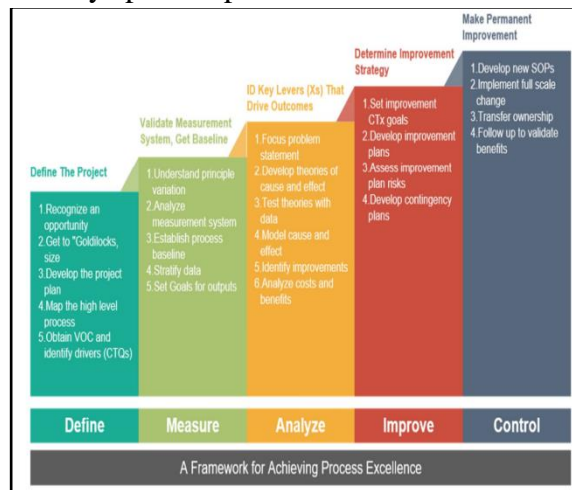 Make Permanent
Improvement
1.Develop new SOPs
2.Implement full scale
change
3.Transfer ownership
4.Follow up to validate
benefits
Determine Improvement
Strategy
1.Set improvement
CTx goals
2.Develop improvement
plans
3.Assess improvement
plan risks
4.Develop contingency
plans
ID Key Levers (Xs) That
Drive Outcomes
1.Focus problem
statement
2.Develop theories of
cause and effect
3.Test theories with
data
4.Model cause and
effect
5.Identify improvements
6.Analyze costs and
benefits
Validate Measurement
System, Get Baseline
1.Understand principle
variation
2.Analyze
measurement system
3.Establish process
baseline
4.Stratify data
5.Set Goals for outputs
Define The Project
1.Recognize an
opportunity
2.Get to "Goldilocks,
size
3.Develop the project
plan
4.Map the high level
process
5.Obtain VOC and
identify drivers (CTQs)
Define
Measure
Analyze
Improve
Control
A Framework for Achieving Process Excellence